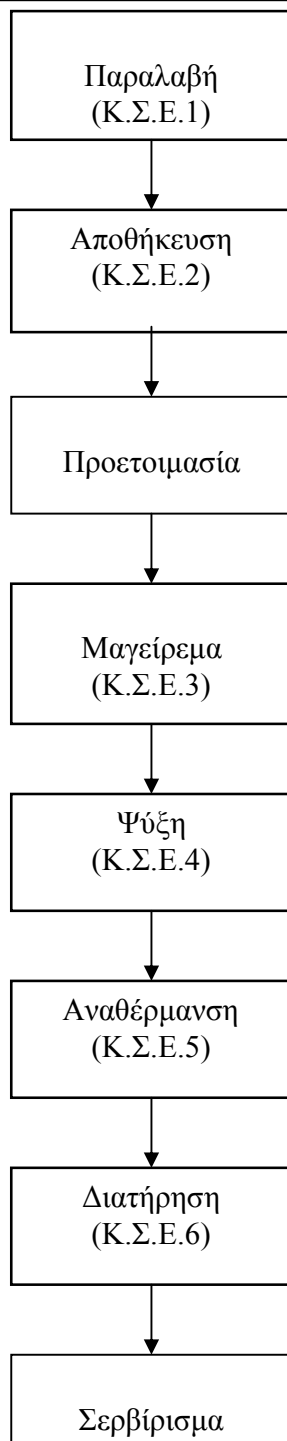 Παραλαβή
(Κ.Σ.Ε.1)
Αποθήκευση
(Κ.Σ.Ε.2)
Προετοιμασία
Μαγείρεμα
(Κ.Σ.Ε.3)
Ψύξη
(Κ.Σ.Ε.4)
Αναθέρμανση
(Κ.Σ.Ε.5)
Διατήρηση
(Κ.Σ.Ε.6)
Σερβίρισμα